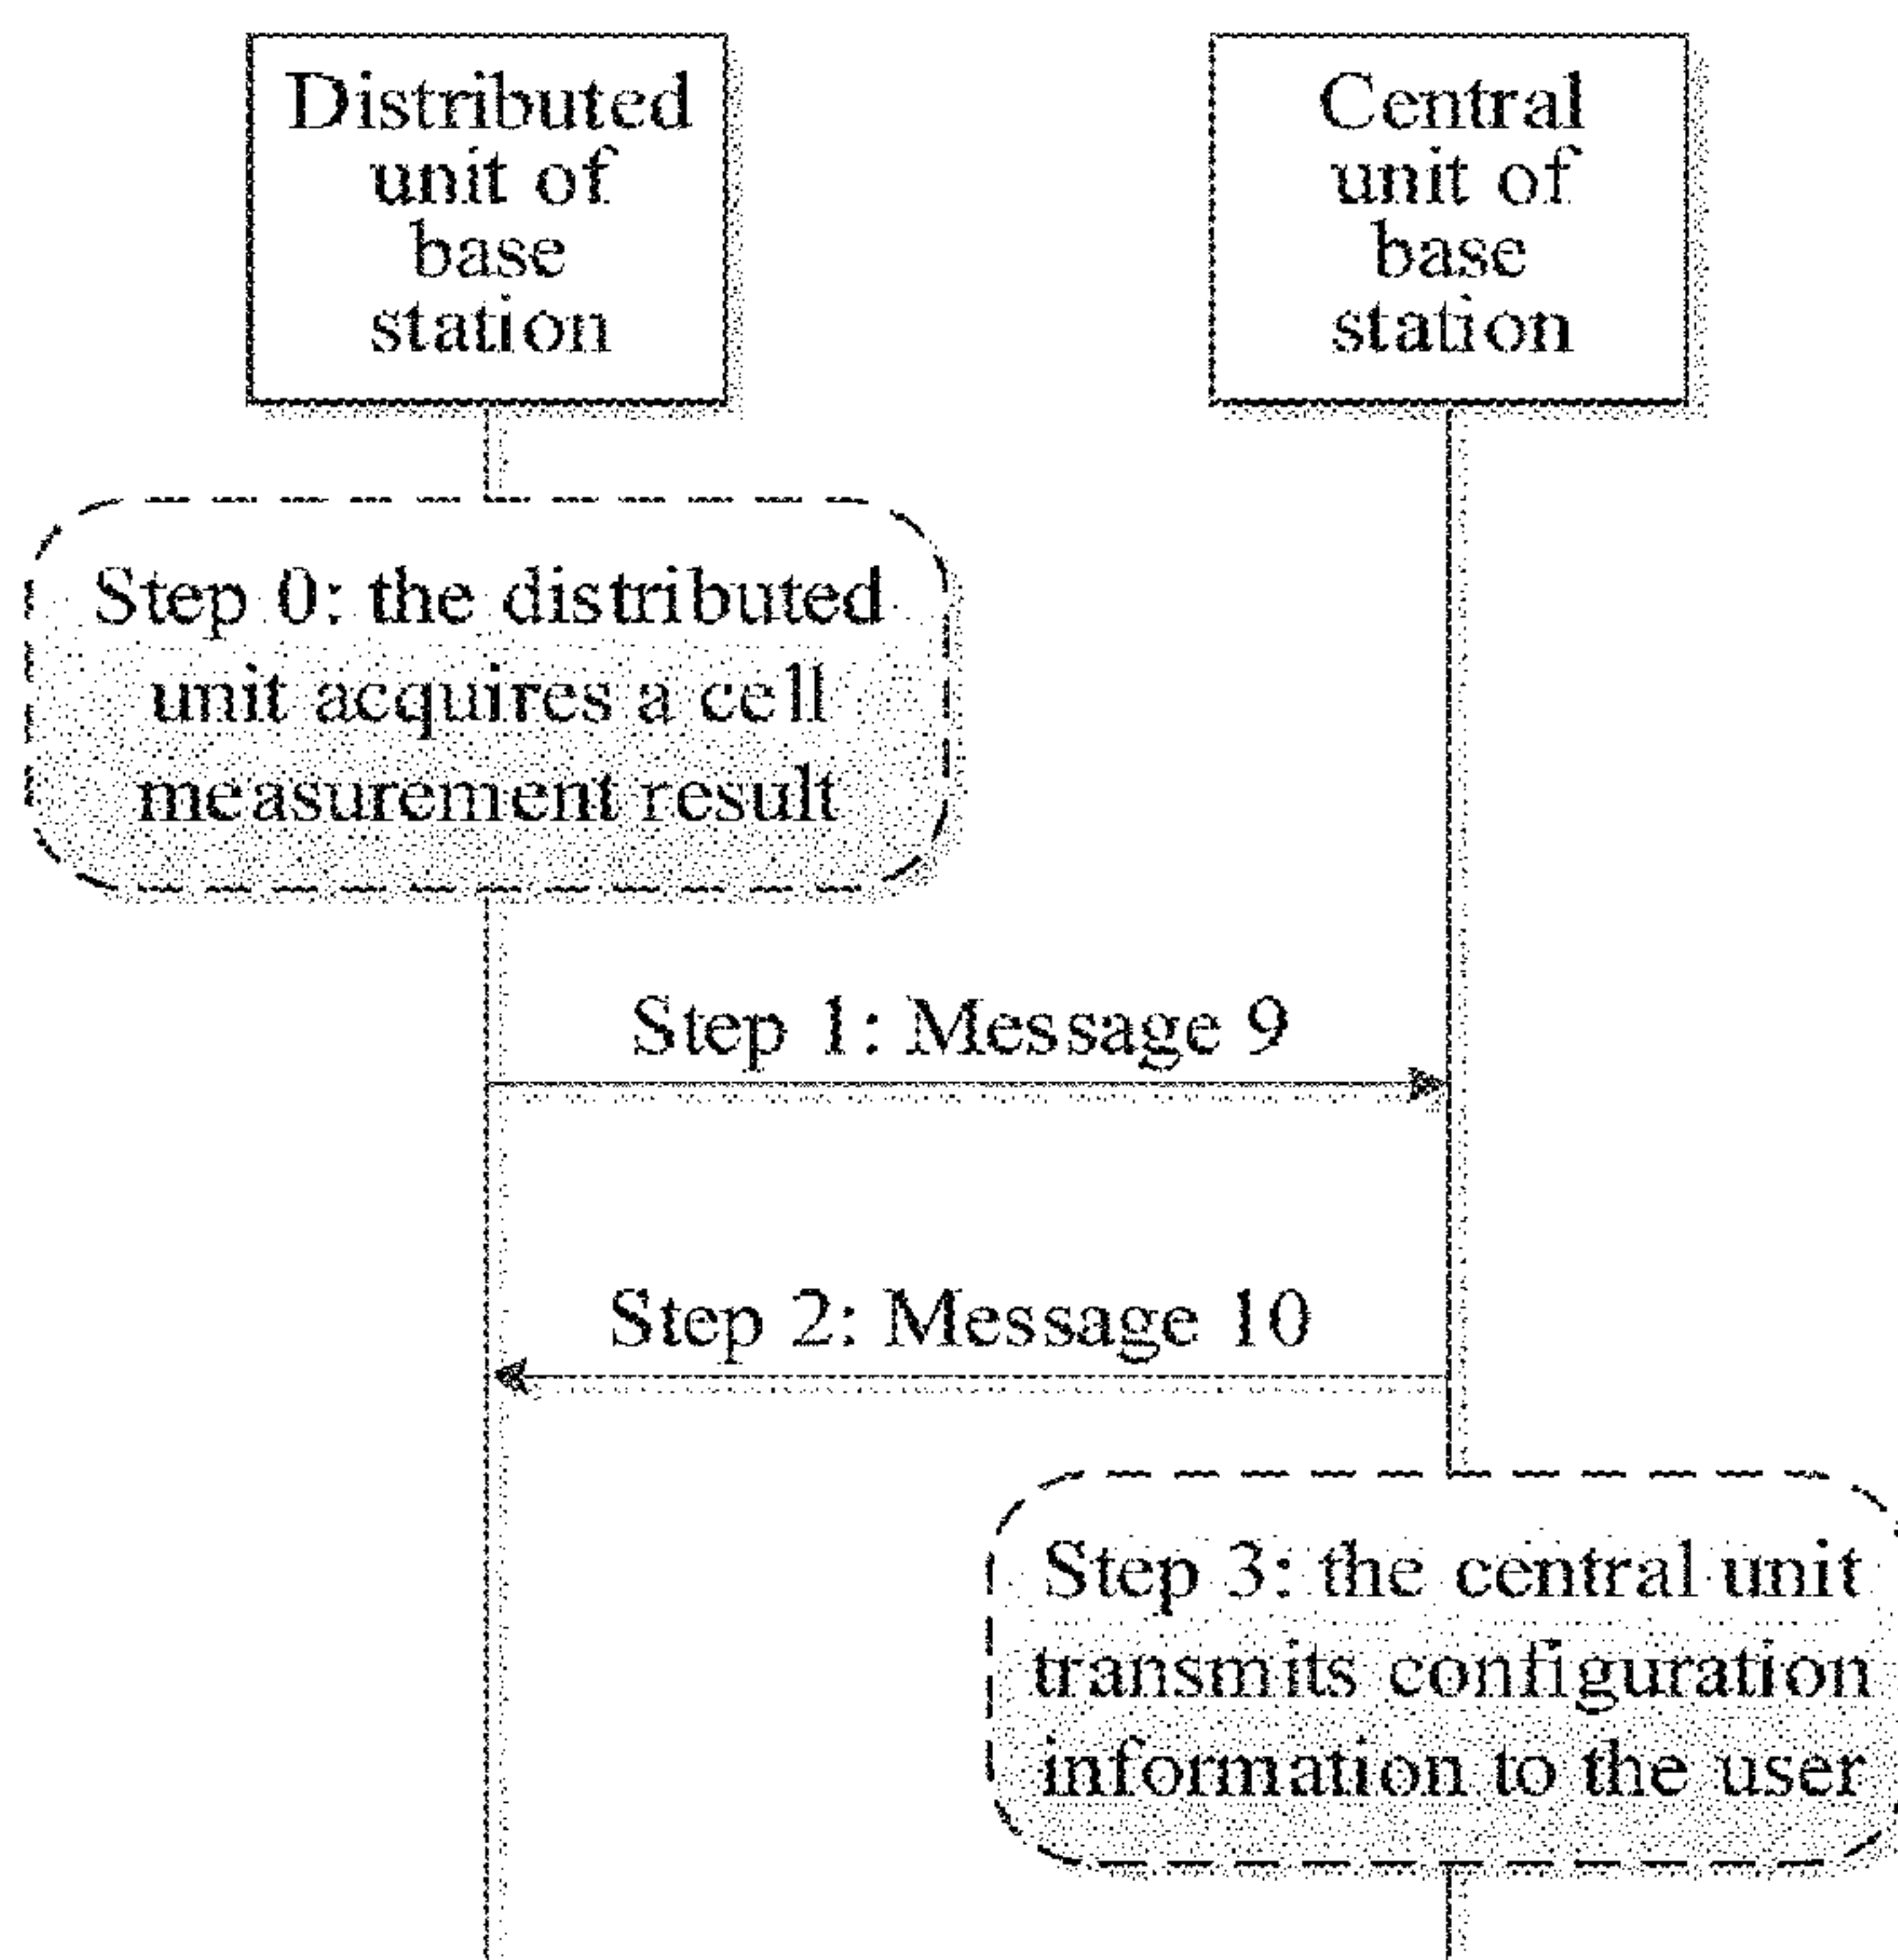 Distributed
unit of
base
station
Central
unit of
base
station
Step 0: the distributed
unit acquires a cell
measurement result
Step 1: Message 9
Step 2: Message 10
Step 3: the central unit
transmits configuration
information to the user